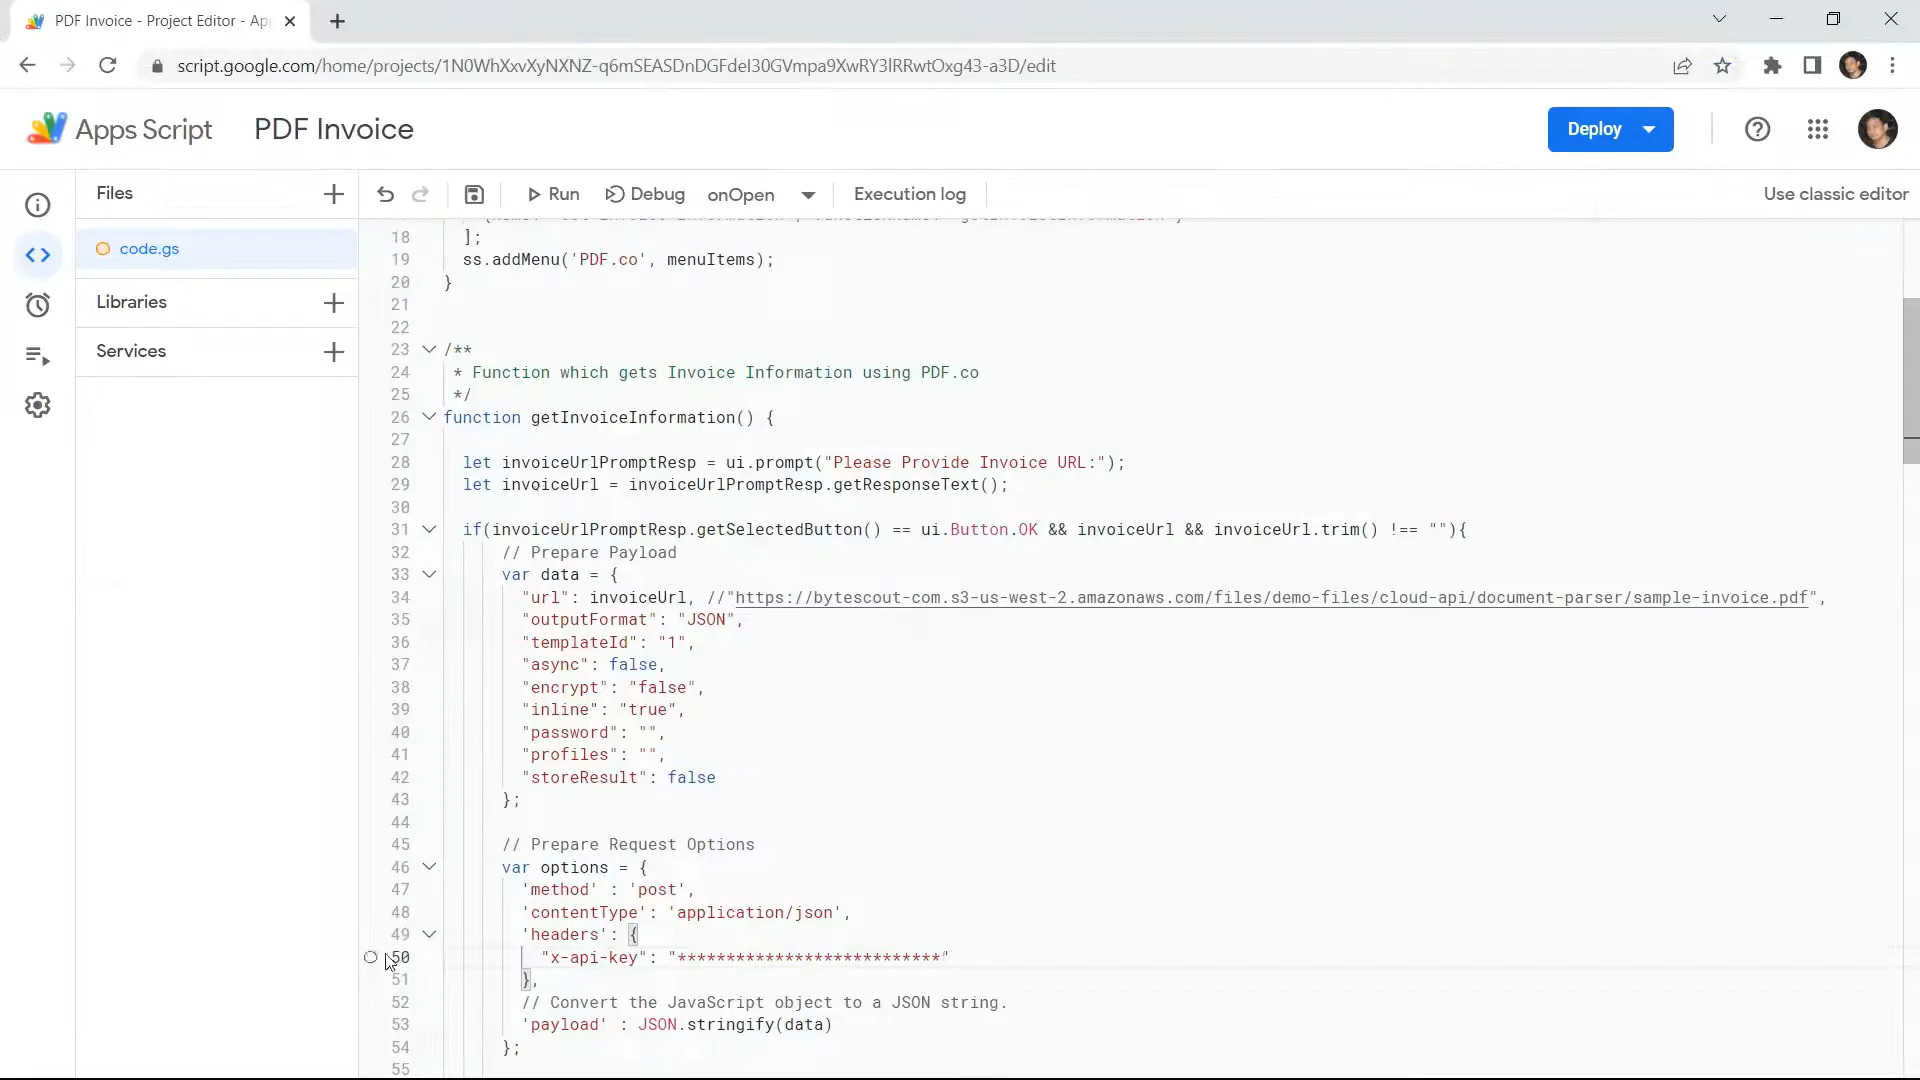 PDF Invoice - Project Editor - Ap
script.google.com/home/projects/1N0WhXxvXyNXNZ-q6mSEASDnDGFdeI30GVmpa9XwRY3lRRwtOxg43-a3D/edit
Apps Script PDF Invoice
Deploy
Files
Run Debug onOpen Execution log Use classic editor
code.gs
Libraries
Services
18 ];
19 ss.addMenu('PDF.co', menuItems);
20 }
21
22
23 /**
24 * Function which gets Invoice Information using PDF.co
25 */
26 function getInvoiceInformation() {
27
28 let invoiceUrlPromptResp = ui.prompt("Please Provide Invoice URL:");
29 let invoiceUrl = invoiceUrlPromptResp.getResponseText();
30
31 if(invoiceUrlPromptResp.getSelectedButton() == ui.Button.OK && invoiceUrl && invoiceUrl.trim() !== ""){
32 // Prepare Payload
33 var data = {
34 "url": invoiceUrl, //"https://bytescout-com.s3-us-west-2.amazonaws.com/files/demo-files/cloud-api/document-parser/sample-invoice.pdf",
35 "outputFormat": "JSON",
36 "templateId": "1",
37 "async": false,
38 "encrypt": "false",
39 "inline": "true",
40 "password": "",
41 "profiles": "",
42 "storeResult": false
43 };
44
45 // Prepare Request Options
46 var options = {
47 'method' : 'post',
48 'contentType': 'application/json',
49 'headers': {
50 "x-api-key": "***************************"
51 },
52 // Convert the JavaScript object to a JSON string.
53 'payload' : JSON.stringify(data)
54 };
55